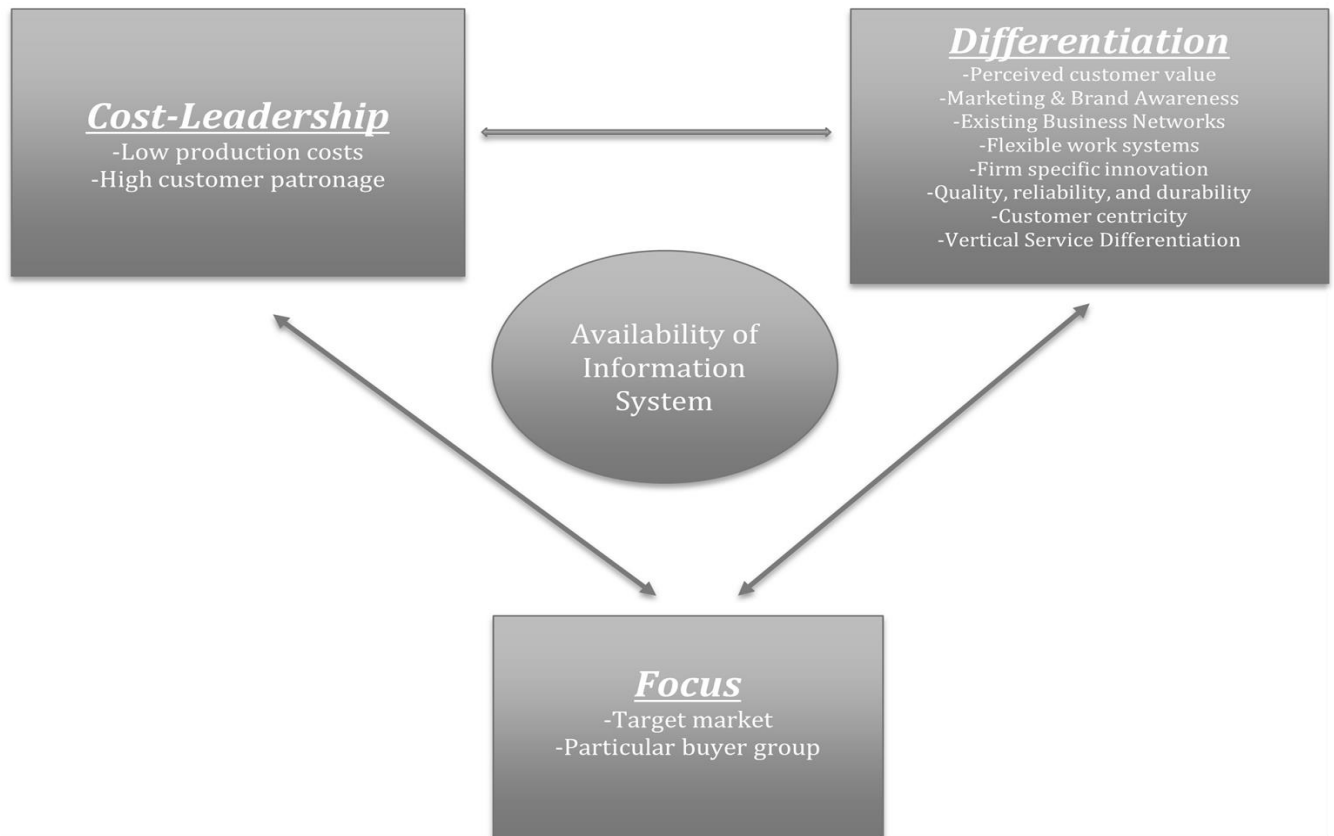 Cost-Leadership
-Low production costs
-High customer patronage
Differentiation
-Perceived customer value
-Marketing & Brand Awareness
-Existing Business Networks
-Flexible work systems
-Firm specific innovation
-Quality, reliability, and durability
-Customer centricity
-Vertical Service Differentiation
Availability of
Information
System
Focus
-Target market
-Particular buyer group